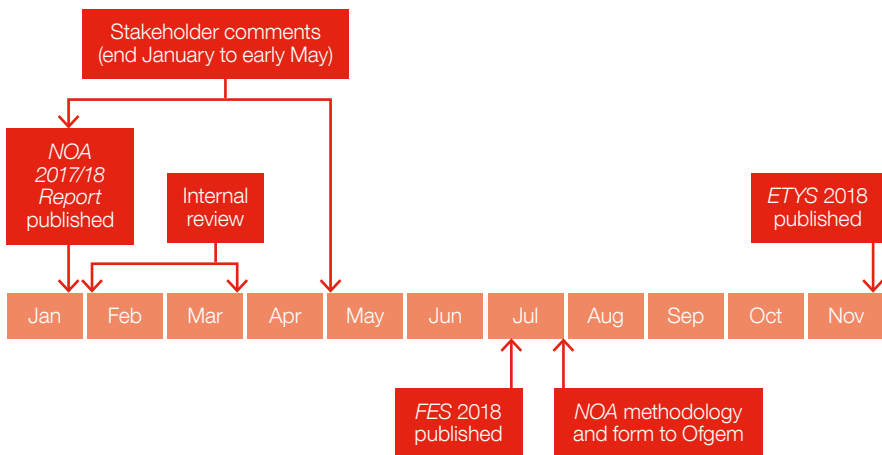 Stakeholder comments
(end January to early May)
NOA
2017/18
Report
published
Internal
review
ETYS 2018
published
Jan
Feb
Mar
Apr
May
Jun
Jul
Aug
Sep
Oct
Nov
FES 2018
published
NOA methodology
and form to Ofgem